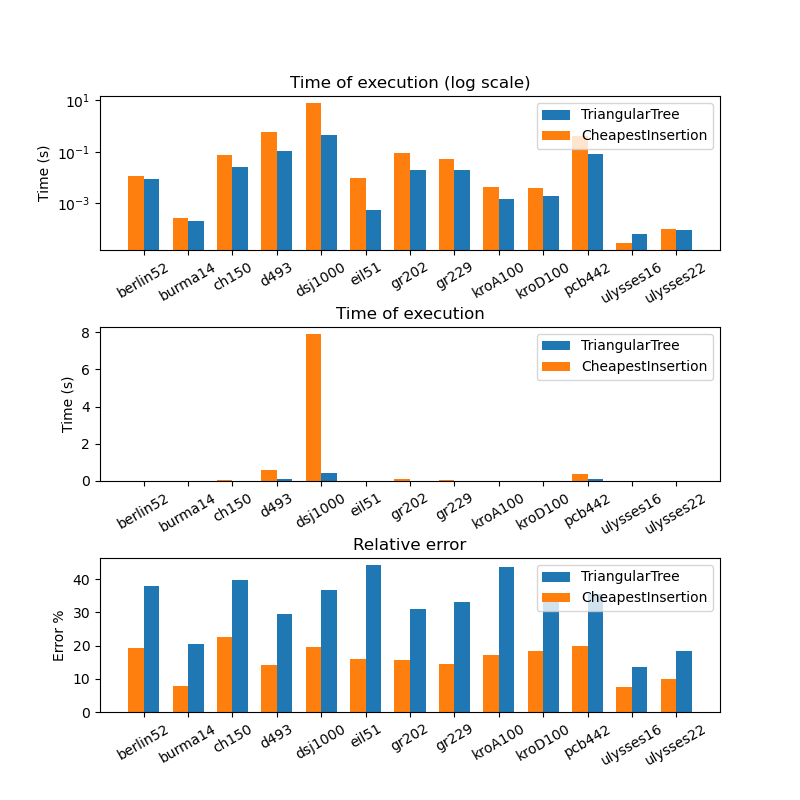 Time of execution (log scale)
Time (s)
10^1
10^-1
10^-3
TriangularTree
CheapestInsertion
berlin52 burma14 ch150 d493 dsj1000 eil51 gr202 gr229 kroA100 kroD100 pcb442 ulysses16 ulysses22
Time of execution
Time (s)
8
6
4
2
0
TriangularTree
CheapestInsertion
berlin52 burma14 ch150 d493 dsj1000 eil51 gr202 gr229 kroA100 kroD100 pcb442 ulysses16 ulysses22
Relative error
Error %
40
30
20
10
0
TriangularTree
CheapestInsertion
berlin52 burma14 ch150 d493 dsj1000 eil51 gr202 gr229 kroA100 kroD100 pcb442 ulysses16 ulysses22